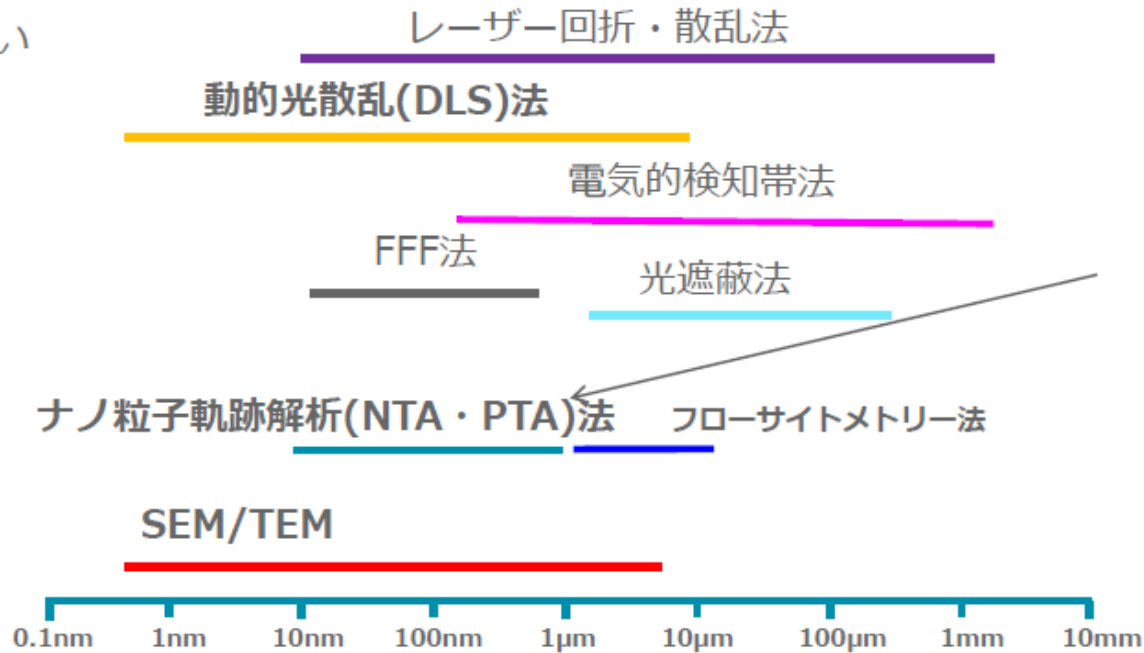 い
レーザー回折・散乱法
動的光散乱(DLS)法
電気的検知帯法
FFF法
光遮蔽法
ナノ粒子軌跡解析(NTA・PTA)法
フローサイトメトリー法
SEM/TEM
0.1nm 1nm 10nm 100nm 1μm 10μm 100μm 1mm 10mm